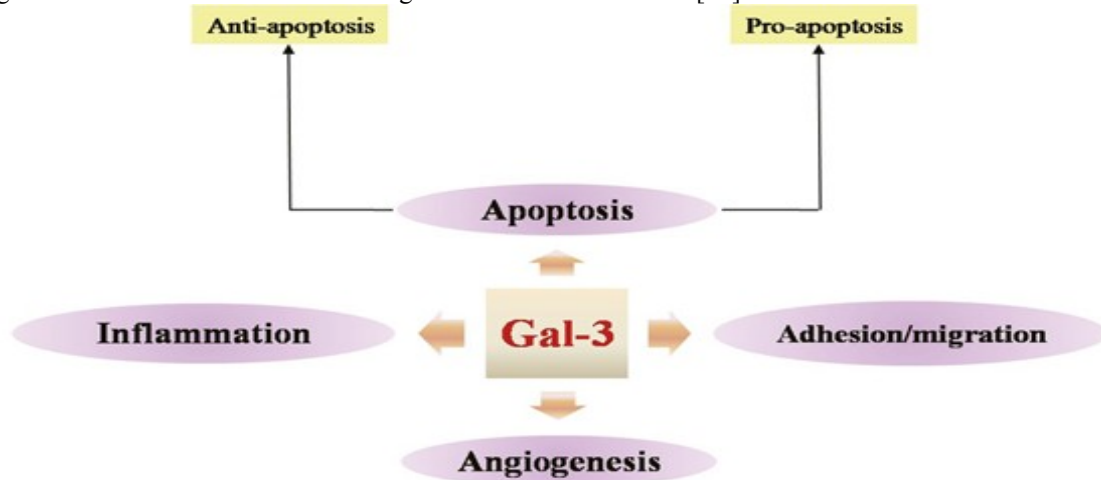 Anti-apoptosis
Pro-apoptosis
Apoptosis
Inflammation
Gal-3
Adhesion/migration
Angiogenesis